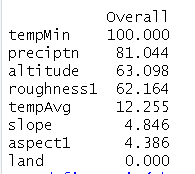 Overall
tempMin 100.000
preciptn 81.044
altitude 63.098
roughness1 62.164
tempAvg 12.255
slope 4.846
aspect1 4.386
land 0.000